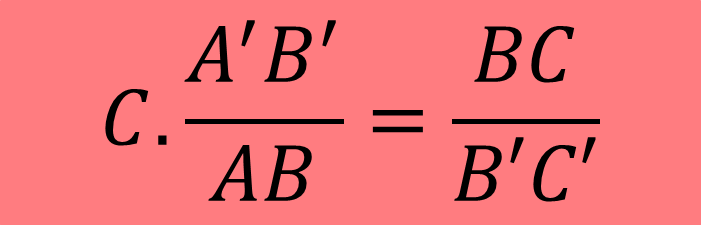 C. A′B′/AB = BC/B′C′